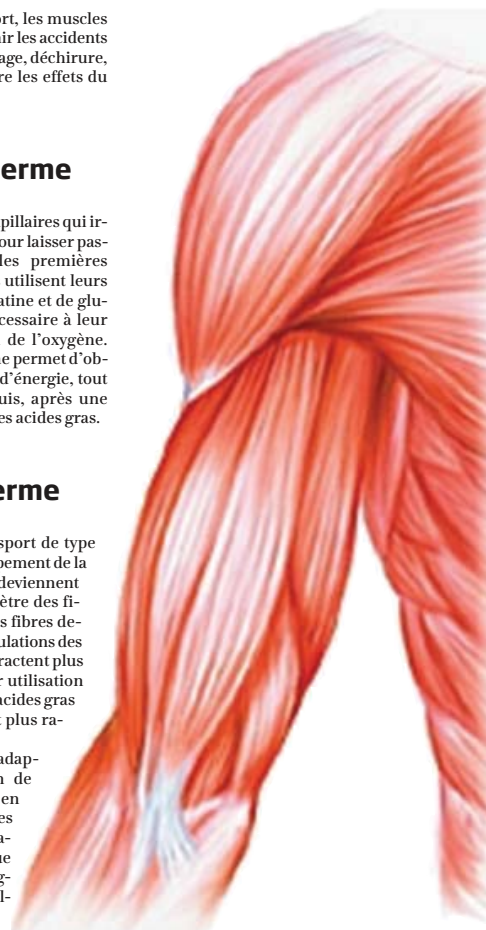 ort, les muscles
ir les accidents
age, déchirure,
re les effets du
erme
pillaires qui ir-
our laisser pas-
les premières
utilisent leurs
atine et de glu-
cessaire à leur
de l'oxygène.
ne permet d'ob-
d'énergie, tout
uis, après une
es acides gras.
erme
sport de type
pement de la
deviennent
ètre des fi-
s fibres de-
ulations des
ractent plus
r utilisation
acides gras
t plus ra-
adap-
n de
en
es
a-
ue
g-
l-